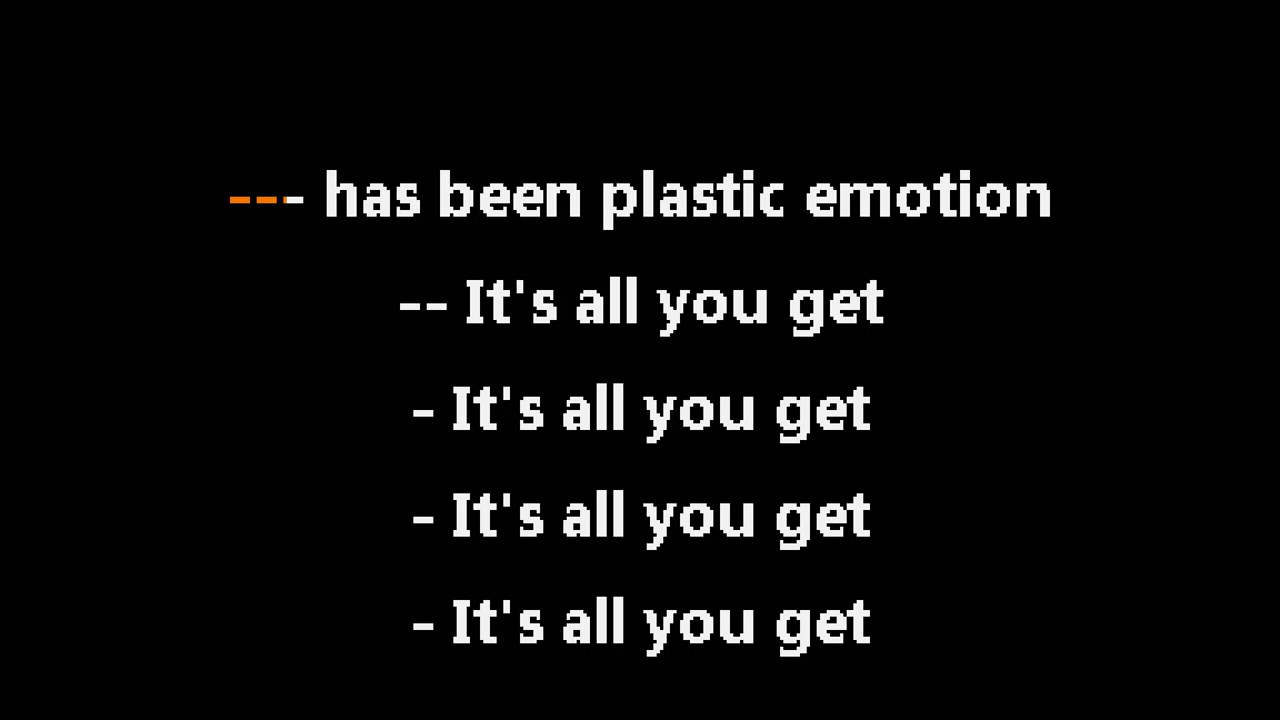 --- has been plastic emotion
-- It's all you get
- It's all you get
- It's all you get
- It's all you get